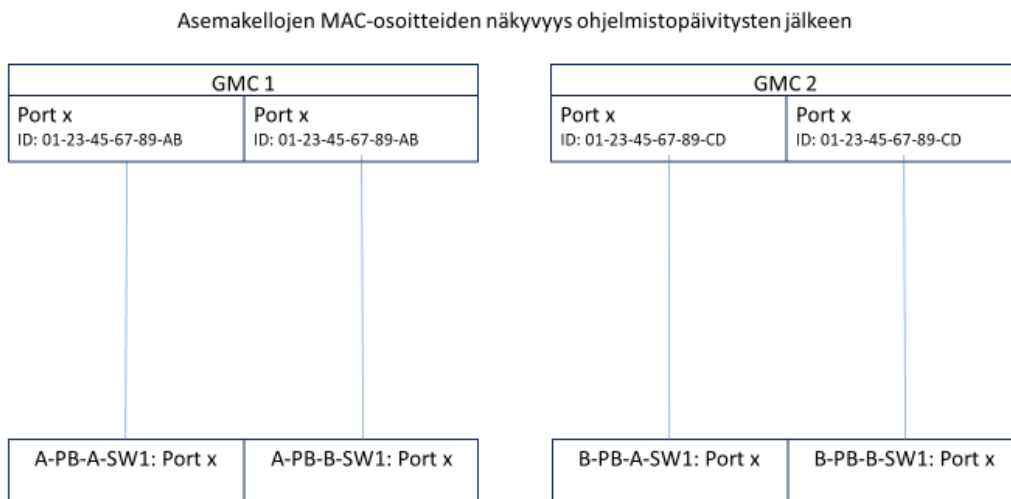 Asemakellojen MAC-osoitteiden näkyvyys ohjelmistopäivitysten jälkeen
GMC 1
Port x
ID: 01-23-45-67-89-AB
Port x
ID: 01-23-45-67-89-AB
GMC 2
Port x
ID: 01-23-45-67-89-CD
Port x
ID: 01-23-45-67-89-CD
A-PB-A-SW1: Port x
A-PB-B-SW1: Port x
B-PB-A-SW1: Port x
B-PB-B-SW1: Port x